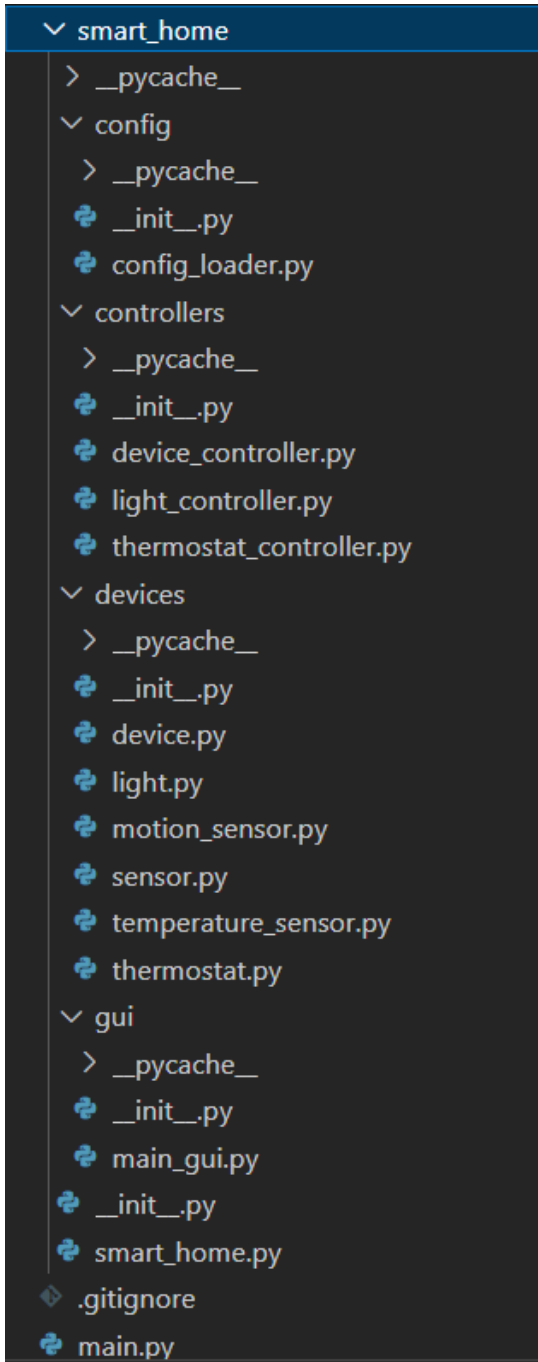 smart_home
__pycache__
config
__pycache__
__init__.py
config_loader.py
controllers
__pycache__
__init__.py
device_controller.py
light_controller.py
thermostat_controller.py
devices
__pycache__
__init__.py
device.py
light.py
motion_sensor.py
sensor.py
temperature_sensor.py
thermostat.py
gui
__pycache__
__init__.py
main_gui.py
__init__.py
smart_home.py
.gitignore
main.py